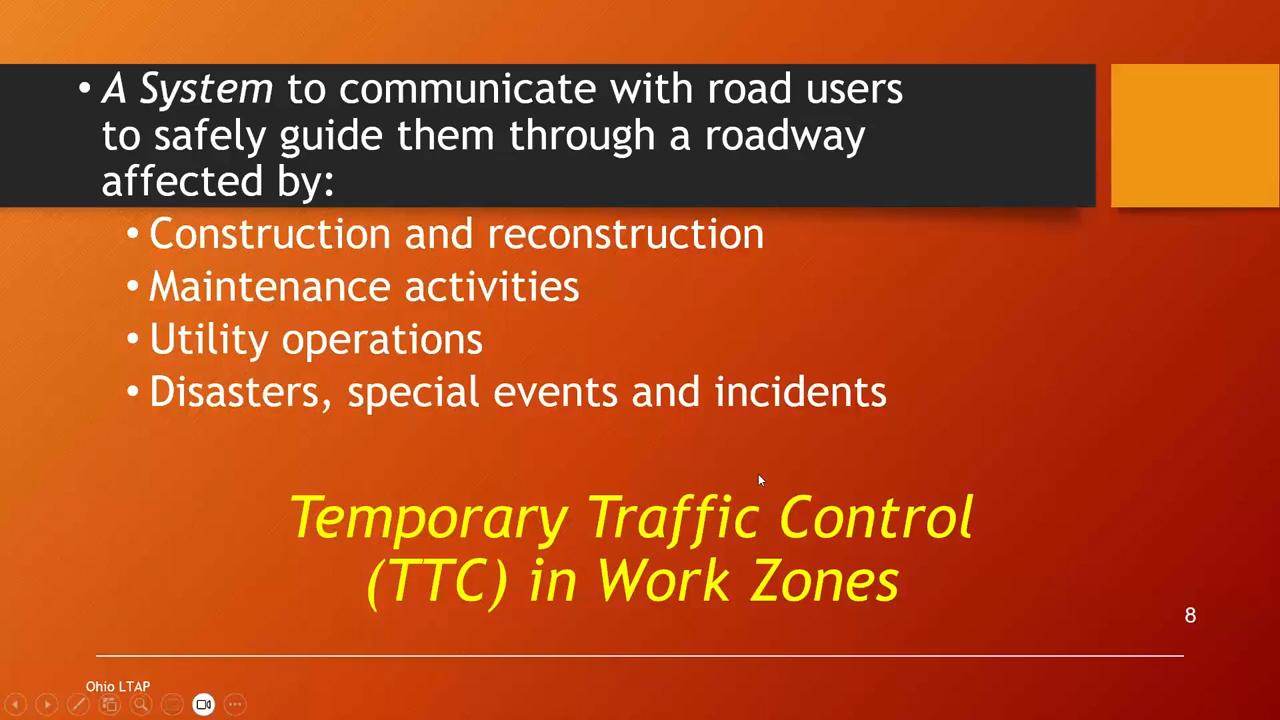 • A System to communicate with road users
to safely guide them through a roadway
affected by:
• Construction and reconstruction
• Maintenance activities
• Utility operations
• Disasters, special events and incidents
Temporary Traffic Control
(TTC) in Work Zones
8
Ohio LTAP